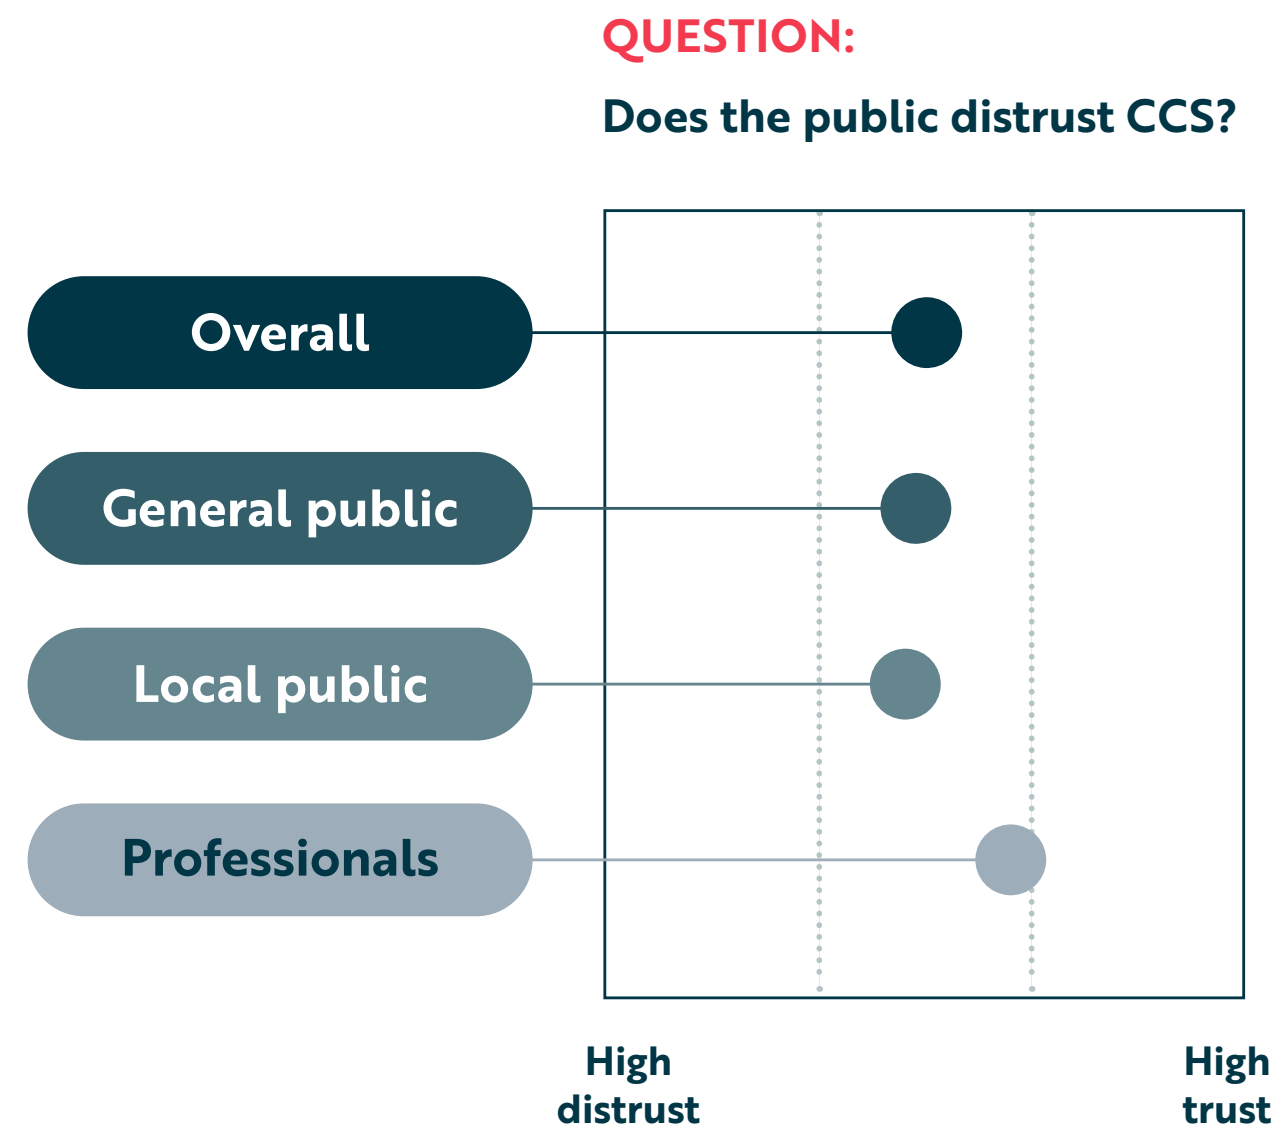 QUESTION:
Does the public distrust CCS?
Overall
General public
Local public
Professionals
High
distrust
High
trust